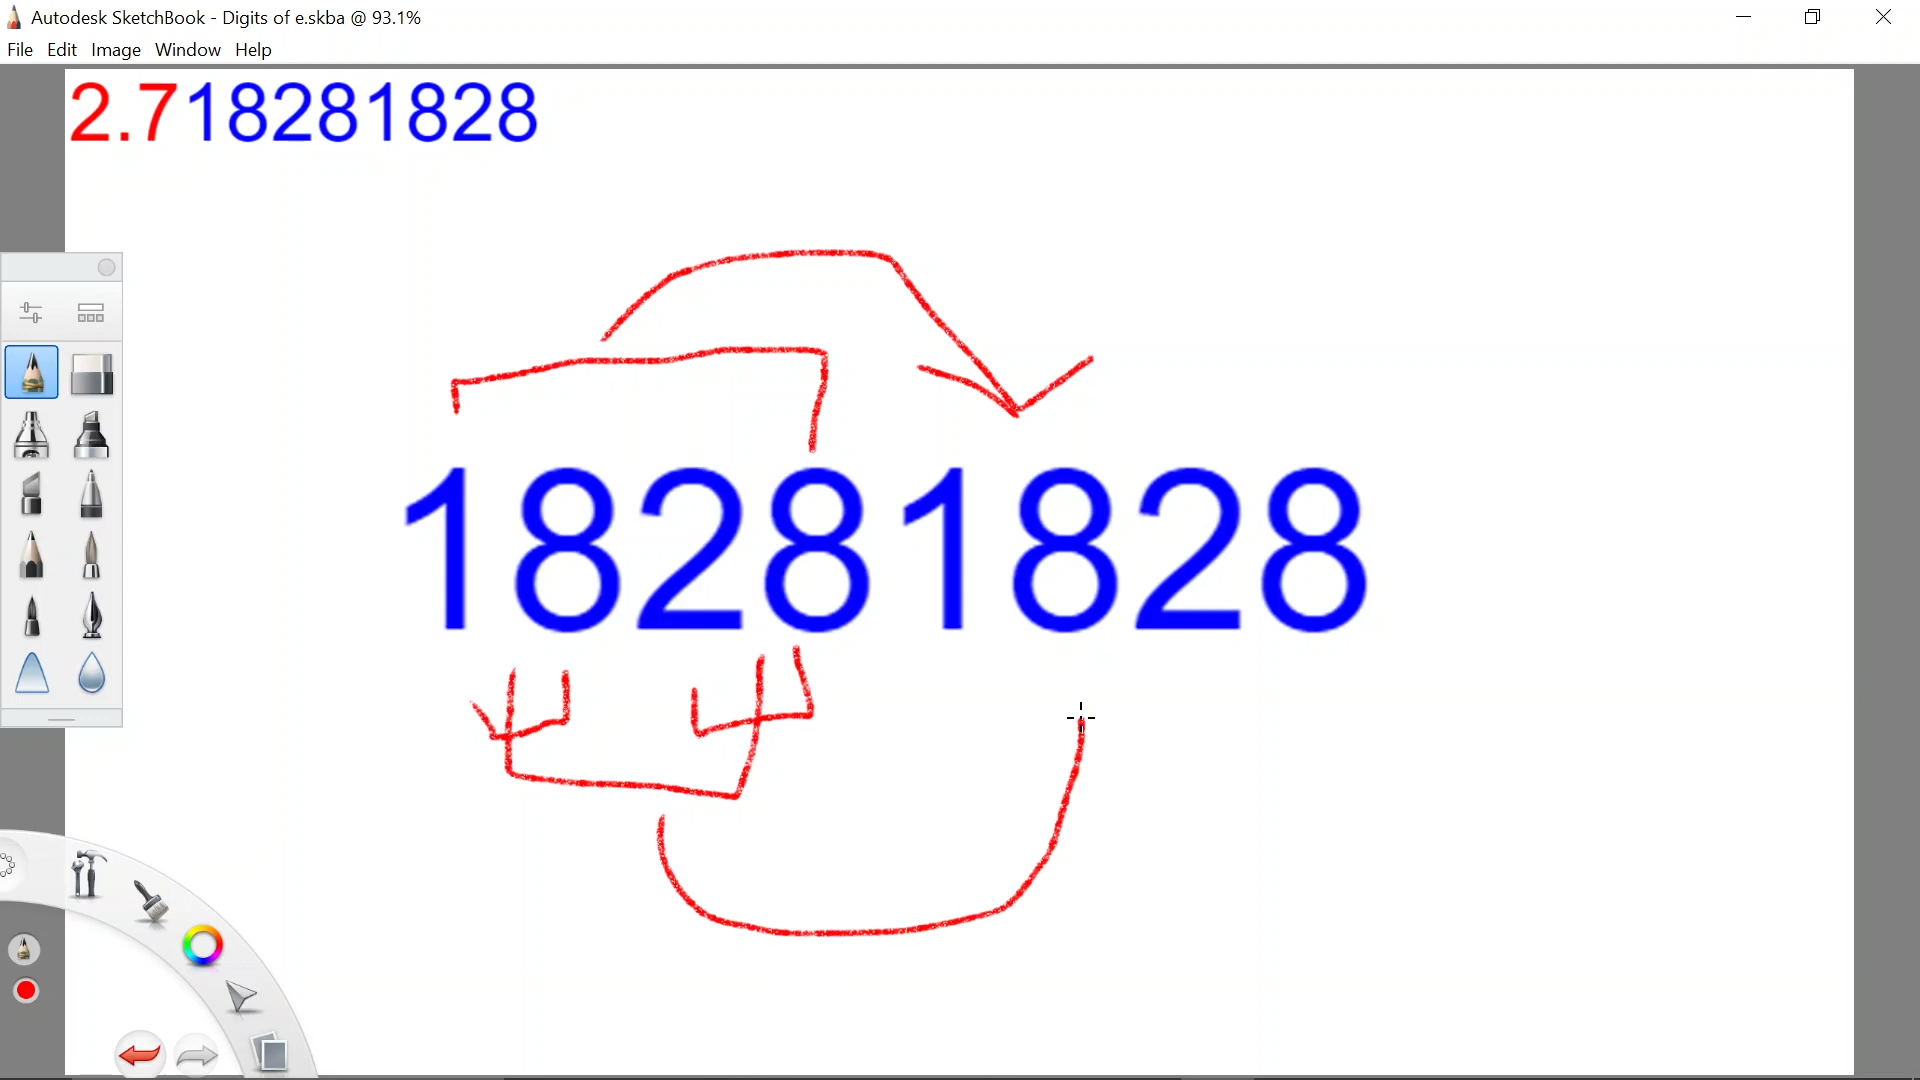 Autodesk SketchBook - Digits of e.skba @ 93.1%
File Edit Image Window Help
2.718281828
18281828